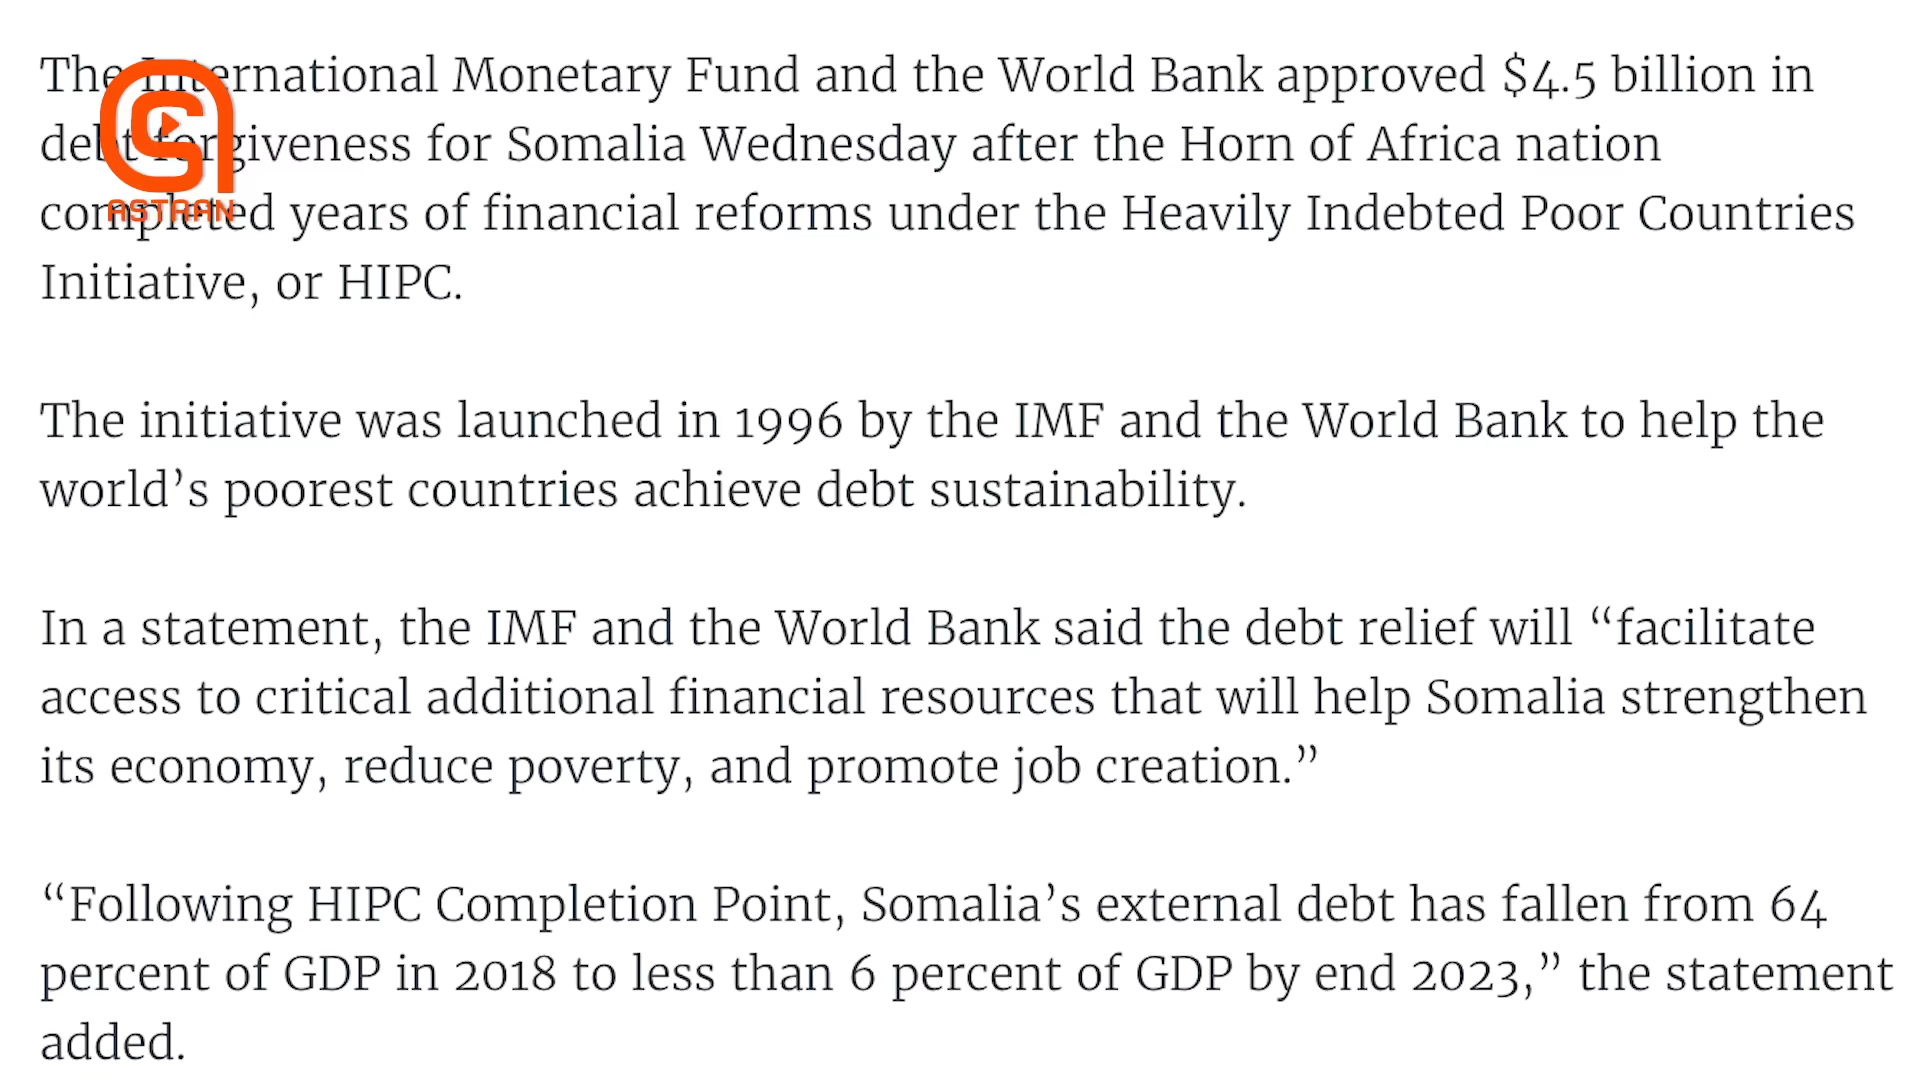 The International Monetary Fund and the World Bank approved $4.5 billion in
debt forgiveness for Somalia Wednesday after the Horn of Africa nation
completed years of financial reforms under the Heavily Indebted Poor Countries
Initiative, or HIPC.
The initiative was launched in 1996 by the IMF and the World Bank to help the
world’s poorest countries achieve debt sustainability.
In a statement, the IMF and the World Bank said the debt relief will “facilitate
access to critical additional financial resources that will help Somalia strengthen
its economy, reduce poverty, and promote job creation.”
“Following HIPC Completion Point, Somalia’s external debt has fallen from 64
percent of GDP in 2018 to less than 6 percent of GDP by end 2023,” the statement
added.
ASTRAN